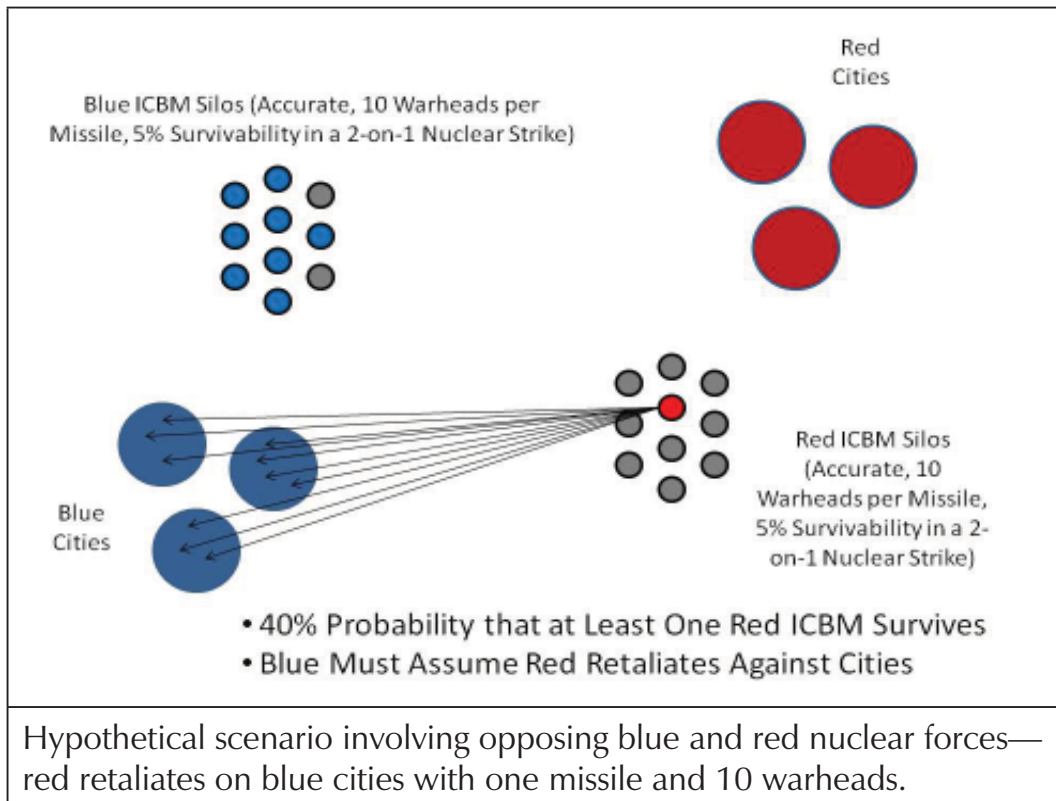 Red
Cities
Blue ICBM Silos (Accurate, 10 Warheads per
Missile, 5% Survivability in a 2-on-1 Nuclear Strike)
Red ICBM Silos
(Accurate, 10
Warheads per Missile,
5% Survivability in a 2-
on-1 Nuclear Strike)
Blue
Cities
• 40% Probability that at Least One Red ICBM Survives
• Blue Must Assume Red Retaliates Against Cities
Hypothetical scenario involving opposing blue and red nuclear forces—
red retaliates on blue cities with one missile and 10 warheads.